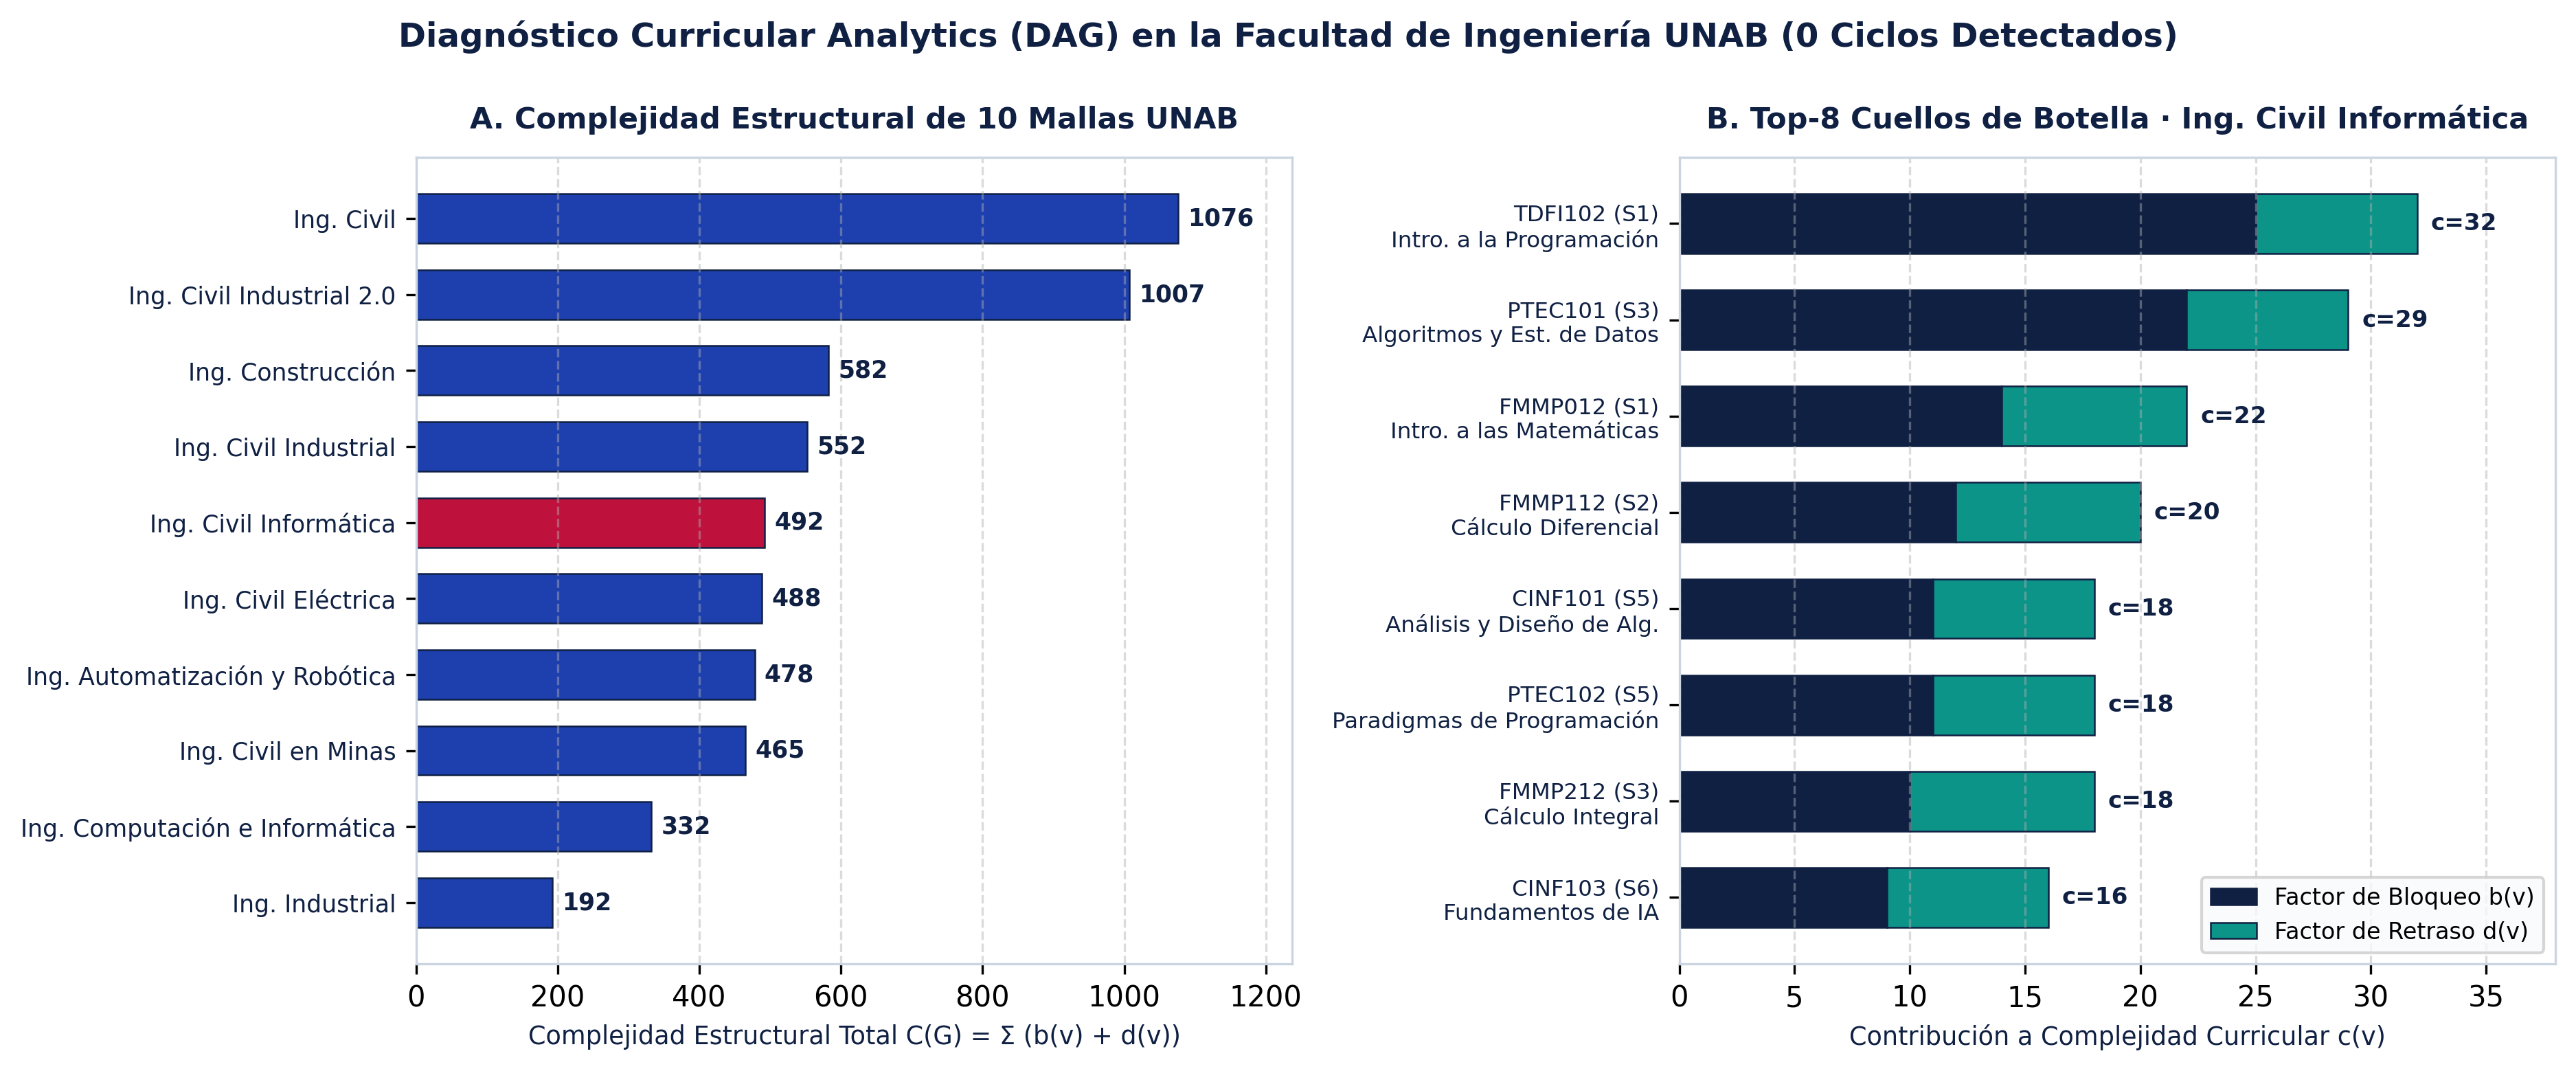 Diagnóstico Curricular Analytics (DAG) en la Facultad de Ingeniería UNAB (0 Ciclos Detectados)
A. Complejidad Estructural de 10 Mallas UNAB
Ing. Civil
1076
Ing. Civil Industrial 2.0
1007
Ing. Construcción
582
Ing. Civil Industrial
552
Ing. Civil Informática
492
Ing. Civil Eléctrica
488
Ing. Automatización y Robótica
478
Ing. Civil en Minas
465
Ing. Computación e Informática
332
Ing. Industrial
192
0 200 400 600 800 1000 1200
Complejidad Estructural Total C(G) = Σ (b(v) + d(v))
B. Top-8 Cuellos de Botella · Ing. Civil Informática
TDFI102 (S1)
Intro. a la Programación
c=32
PTEC101 (S3)
Algoritmos y Est. de Datos
c=29
FMMP012 (S1)
Intro. a las Matemáticas
c=22
FMMP112 (S2)
Cálculo Diferencial
c=20
CINF101 (S5)
Análisis y Diseño de Alg.
c=18
PTEC102 (S5)
Paradigmas de Programación
c=18
FMMP212 (S3)
Cálculo Integral
c=18
CINF103 (S6)
Fundamentos de IA
c=16
Factor de Bloqueo b(v)
Factor de Retraso d(v)
0 5 10 15 20 25 30 35
Contribución a Complejidad Curricular c(v)